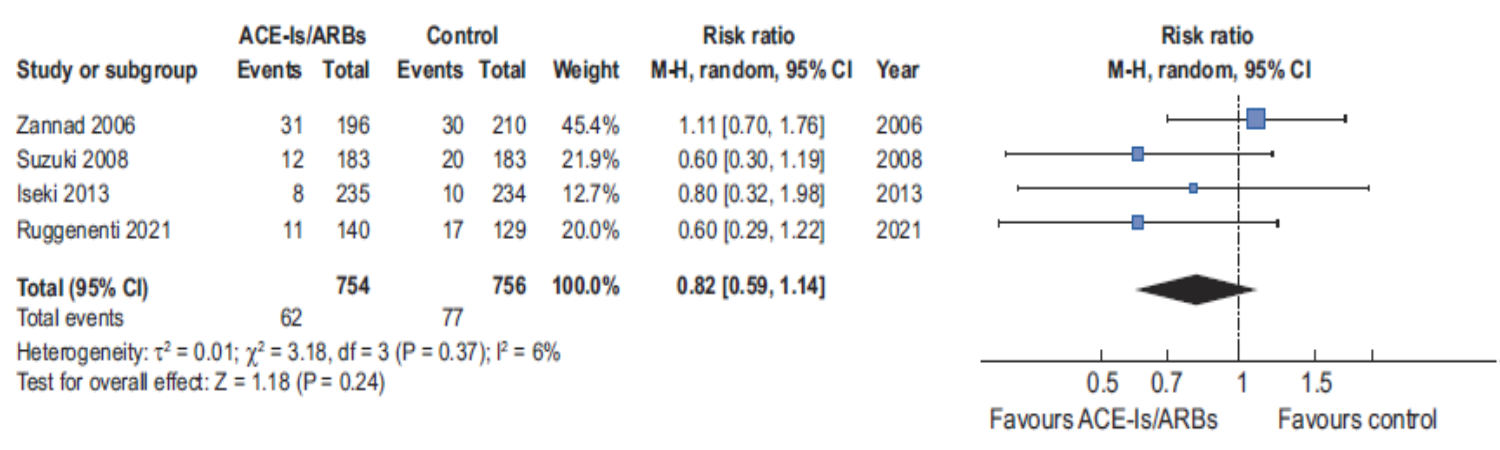 ACE-Is/ARBs Control Risk ratio Risk ratio
Study or subgroup Events Total Events Total Weight M-H, random, 95% CI Year M-H, random, 95% CI
Zannad 2006 31 196 30 210 45.4% 1.11 [0.70, 1.76] 2006
Suzuki 2008 12 183 20 183 21.9% 0.60 [0.30, 1.19] 2008
Iseki 2013 8 235 10 234 12.7% 0.80 [0.32, 1.98] 2013
Ruggenenti 2021 11 140 17 129 20.0% 0.60 [0.29, 1.22] 2021
Total (95% CI) 754 756 100.0% 0.82 [0.59, 1.14]
Total events 62 77
Heterogeneity: τ² = 0.01; χ² = 3.18, df = 3 (P = 0.37); I² = 6%
Test for overall effect: Z = 1.18 (P = 0.24)
0.5 0.7 1 1.5
Favours ACE-Is/ARBs Favours control